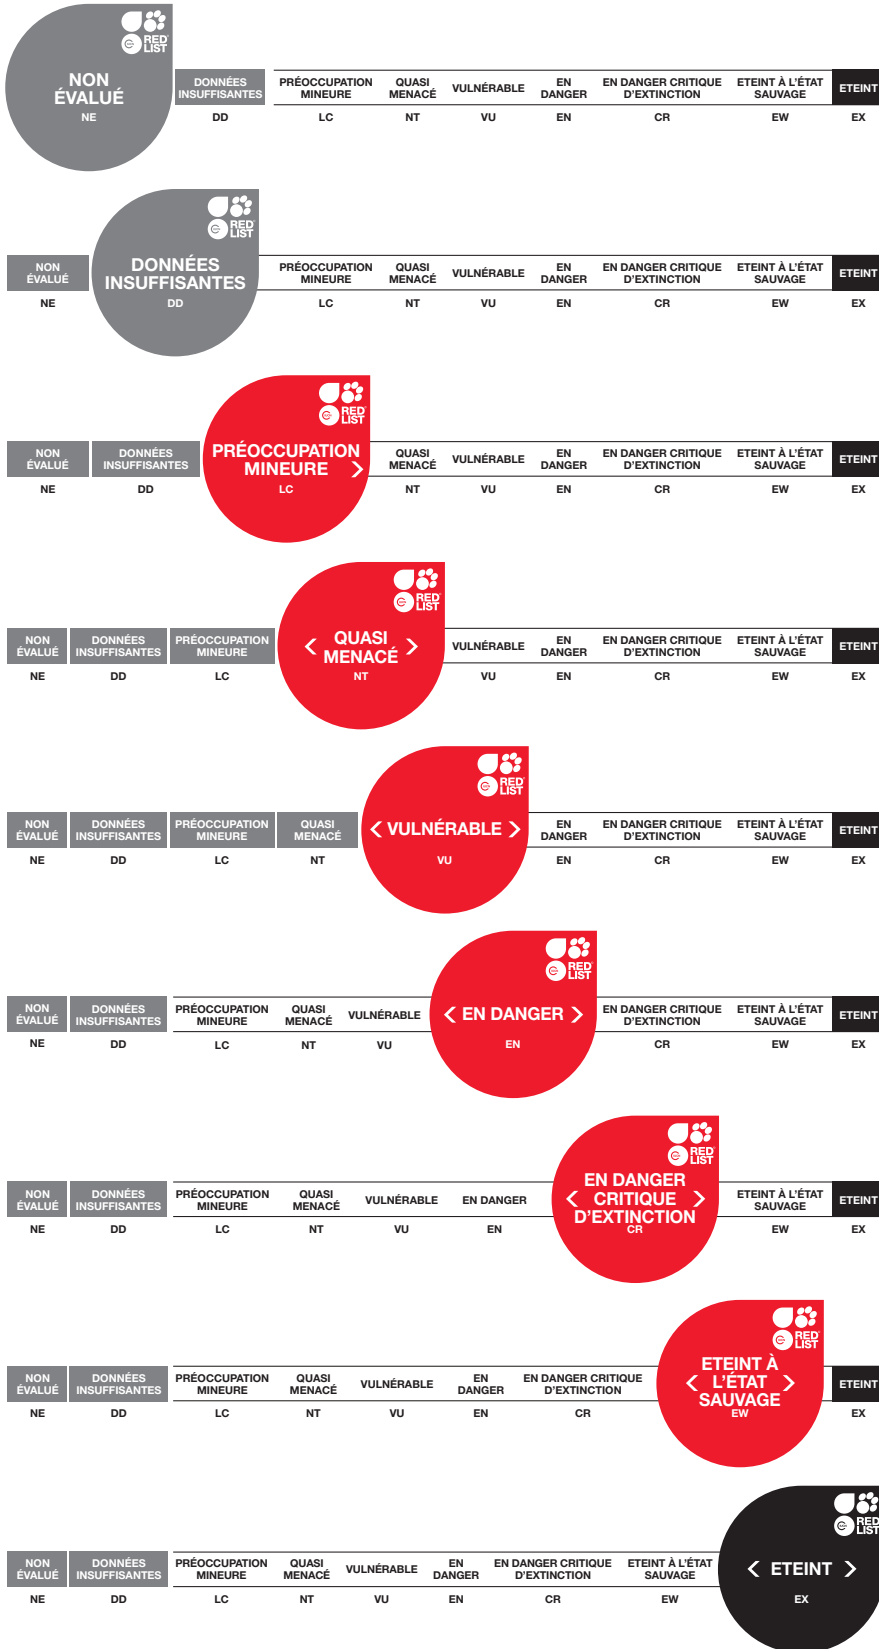 RED
LIST
NON
ÉVALUÉ
NE
DONNÉES
INSUFFISANTES
DD
PRÉOCCUPATION
MINEURE
LC
QUASI
MENACÉ
NT
VULNÉRABLE
VU
EN
DANGER
EN
EN DANGER CRITIQUE
D'EXTINCTION
CR
ETEINT À L'ÉTAT
SAUVAGE
EW
ETEINT
EX
NON
ÉVALUÉ
NE
RED
LIST
DONNÉES
INSUFFISANTES
DD
PRÉOCCUPATION
MINEURE
LC
QUASI
MENACÉ
NT
VULNÉRABLE
VU
EN
DANGER
EN
EN DANGER CRITIQUE
D'EXTINCTION
CR
ETEINT À L'ÉTAT
SAUVAGE
EW
ETEINT
EX
NON
ÉVALUÉ
NE
DONNÉES
INSUFFISANTES
DD
RED
LIST
PRÉOCCUPATION
MINEURE >
LC
QUASI
MENACÉ
NT
VULNÉRABLE
VU
EN
DANGER
EN
EN DANGER CRITIQUE
D'EXTINCTION
CR
ETEINT À L'ÉTAT
SAUVAGE
EW
ETEINT
EX
NON
ÉVALUÉ
NE
DONNÉES
INSUFFISANTES
DD
PRÉOCCUPATION
MINEURE
LC
RED
LIST
< QUASI >
MENACÉ
NT
VULNÉRABLE
VU
EN
DANGER
EN
EN DANGER CRITIQUE
D'EXTINCTION
CR
ETEINT À L'ÉTAT
SAUVAGE
EW
ETEINT
EX
NON
ÉVALUÉ
NE
DONNÉES
INSUFFISANTES
DD
PRÉOCCUPATION
MINEURE
LC
QUASI
MENACÉ
NT
RED
LIST
< VULNÉRABLE >
VU
EN
DANGER
EN
EN DANGER CRITIQUE
D'EXTINCTION
CR
ETEINT À L'ÉTAT
SAUVAGE
EW
ETEINT
EX
NON
ÉVALUÉ
NE
DONNÉES
INSUFFISANTES
DD
PRÉOCCUPATION
MINEURE
LC
QUASI
MENACÉ
NT
VULNÉRABLE
VU
RED
LIST
< EN DANGER >
EN
EN DANGER CRITIQUE
D'EXTINCTION
CR
ETEINT À L'ÉTAT
SAUVAGE
EW
ETEINT
EX
NON
ÉVALUÉ
NE
DONNÉES
INSUFFISANTES
DD
PRÉOCCUPATION
MINEURE
LC
QUASI
MENACÉ
NT
VULNÉRABLE
VU
EN DANGER
EN
RED
LIST
EN DANGER
< CRITIQUE >
D'EXTINCTION
CR
ETEINT À L'ÉTAT
SAUVAGE
EW
ETEINT
EX
NON
ÉVALUÉ
NE
DONNÉES
INSUFFISANTES
DD
PRÉOCCUPATION
MINEURE
LC
QUASI
MENACÉ
NT
VULNÉRABLE
VU
EN
DANGER
EN
EN DANGER CRITIQUE
D'EXTINCTION
CR
RED
LIST
ETEINT À
< L'ÉTAT >
SAUVAGE
EW
ETEINT
EX
NON
ÉVALUÉ
NE
DONNÉES
INSUFFISANTES
DD
PRÉOCCUPATION
MINEURE
LC
QUASI
MENACÉ
NT
VULNÉRABLE
VU
EN
DANGER
EN
EN DANGER CRITIQUE
D'EXTINCTION
CR
ETEINT À L'ÉTAT
SAUVAGE
EW
RED
LIST
< ETEINT >
EX